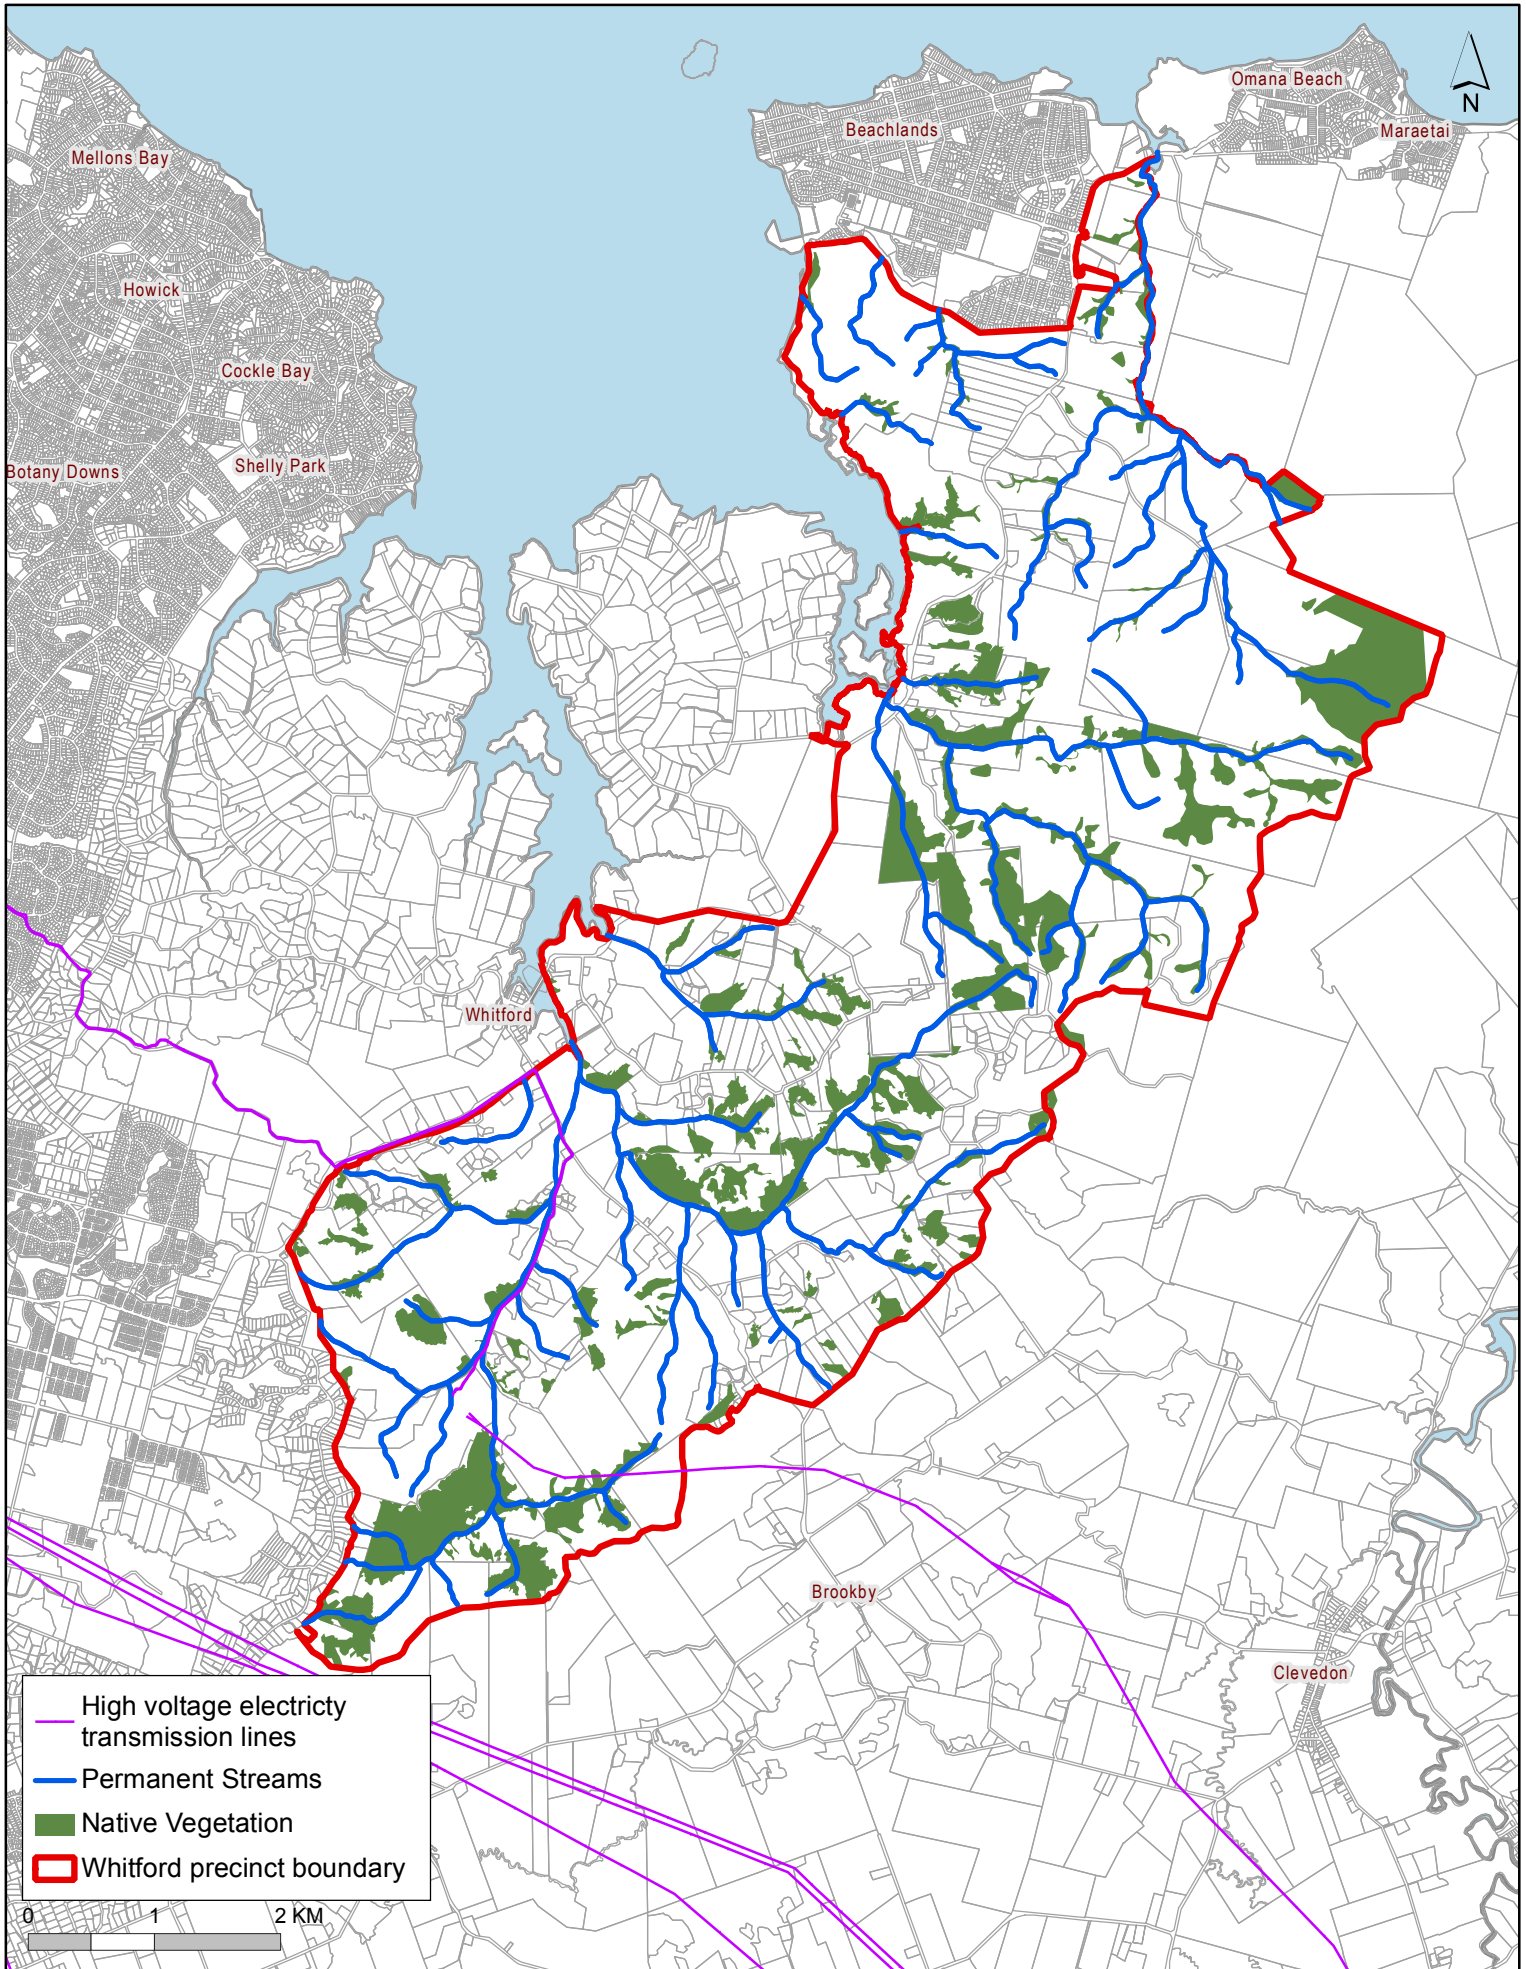 Omana Beach
N
Beachlands
Maraetai
Mellons Bay
Howick
Cockle Bay
Botany Downs
Shelly Park
Whitford
Brookby
Clevedon
High voltage electricty
transmission lines
Permanent Streams
Native Vegetation
Whitford precinct boundary
0 1 2 KM